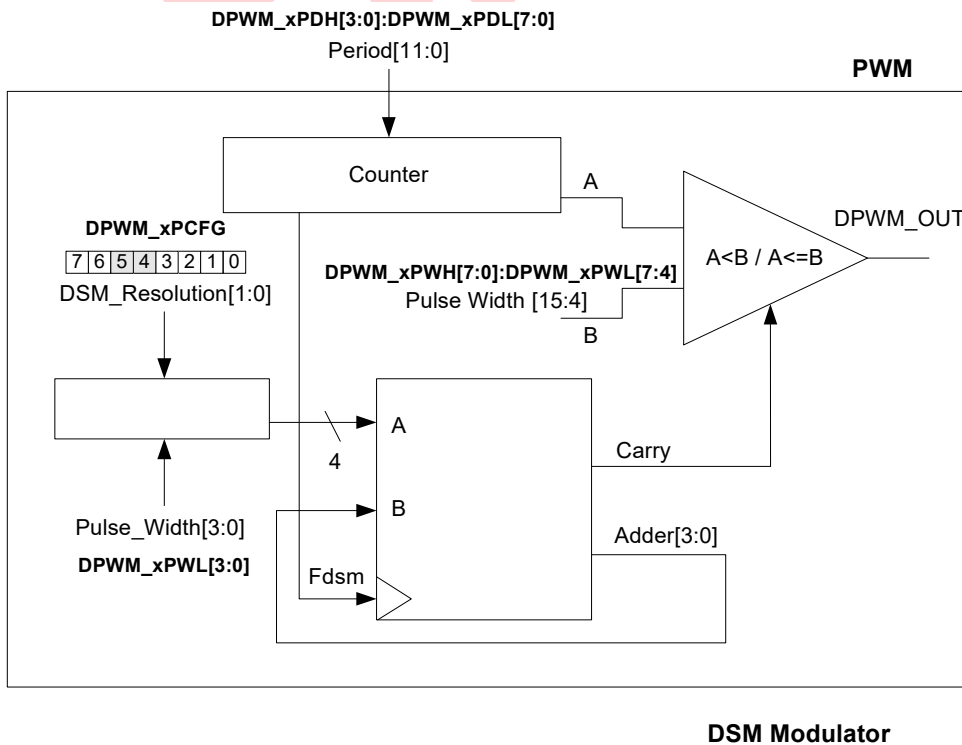 DPWM_xPDH[3:0]:DPWM_xPDL[7:0]
Period[11:0]
PWM
Counter
A
DPWM_OUT
DPWM_xPCFG
7 6 5 4 3 2 1 0
DSM_Resolution[1:0]
A<B / A<=B
DPWM_xPWH[7:0]:DPWM_xPWL[7:4]
Pulse Width [15:4]
B
A
4
Carry
B
Pulse_Width[3:0]
DPWM_xPWL[3:0]
Adder[3:0]
Fdsm
DSM Modulator